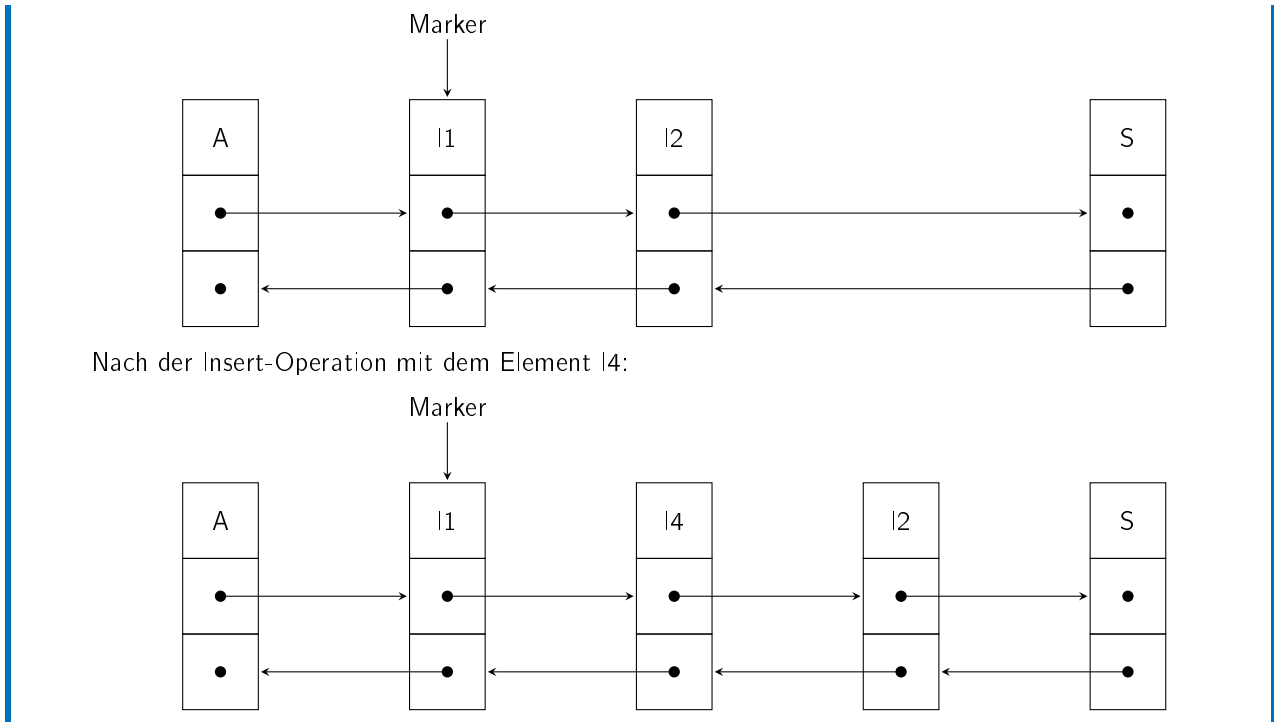 Marker
A I1 I2 S
Nach der Insert-Operation mit dem Element I4:
Marker
A I1 I4 I2 S